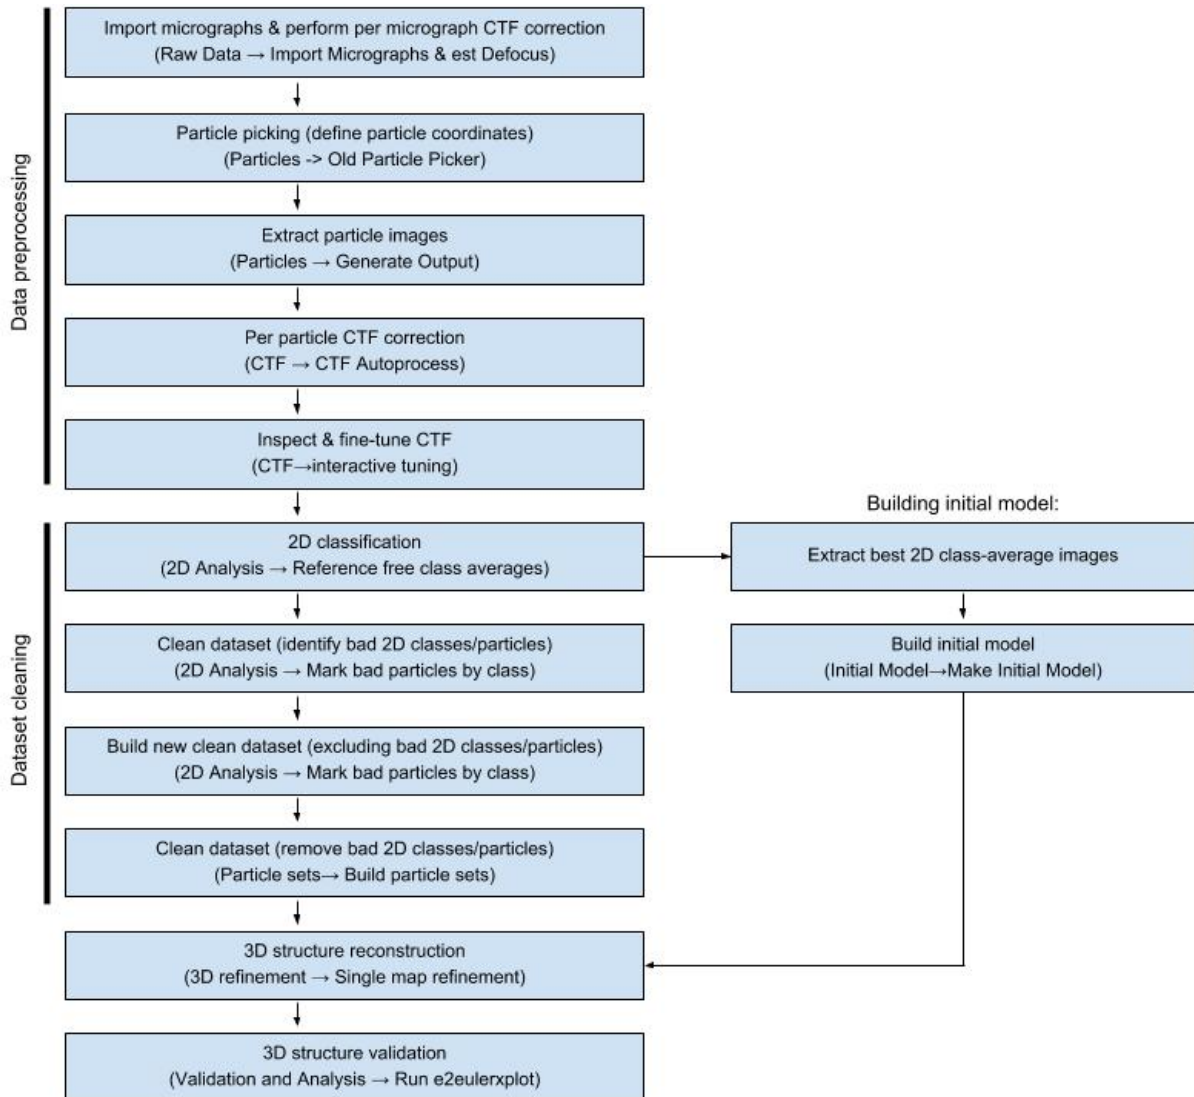 Data preprocessing
Import micrographs & perform per micrograph CTF correction
(Raw Data → Import Micrographs & est Defocus)
Particle picking (define particle coordinates)
(Particles -> Old Particle Picker)
Extract particle images
(Particles → Generate Output)
Per particle CTF correction
(CTF → CTF Autoprocess)
Inspect & fine-tune CTF
(CTF→interactive tuning)
Dataset cleaning
2D classification
(2D Analysis → Reference free class averages)
Clean dataset (identify bad 2D classes/particles)
(2D Analysis → Mark bad particles by class)
Build new clean dataset (excluding bad 2D classes/particles)
(2D Analysis → Mark bad particles by class)
Clean dataset (remove bad 2D classes/particles)
(Particle sets→ Build particle sets)
Building initial model:
Extract best 2D class-average images
Build initial model
(Initial Model→Make Initial Model)
3D structure reconstruction
(3D refinement → Single map refinement)
3D structure validation
(Validation and Analysis → Run e2eulerxplot)